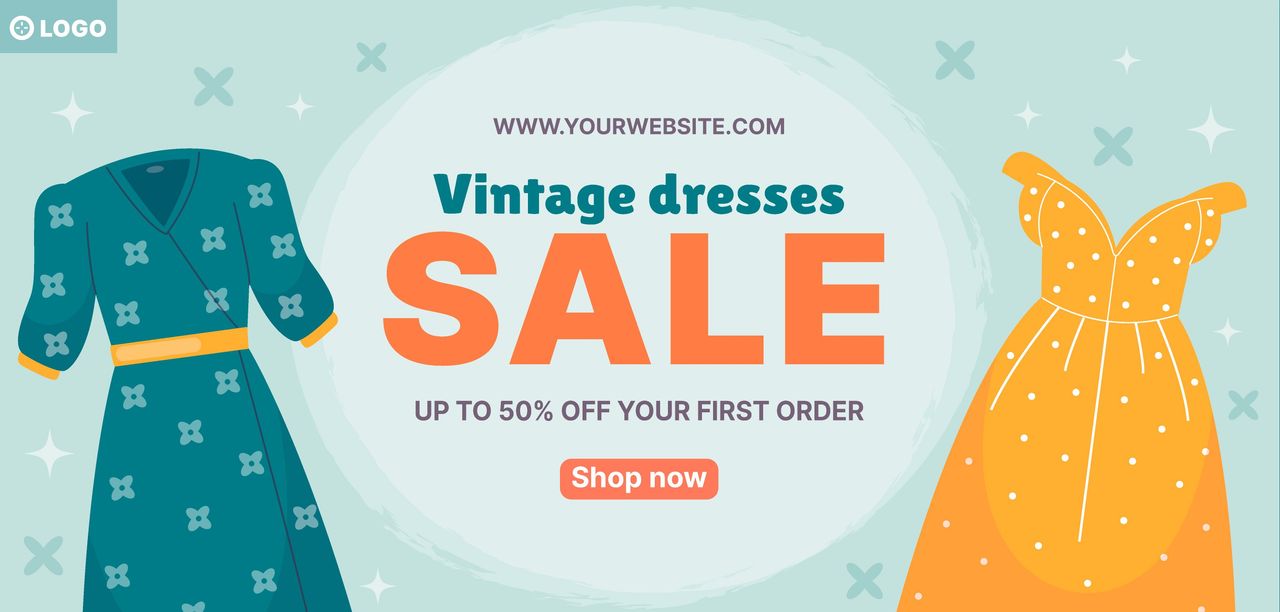 LOGO
WWW.YOURWEBSITE.COM
Vintage dresses
SALE
UP TO 50% OFF YOUR FIRST ORDER
Shop now